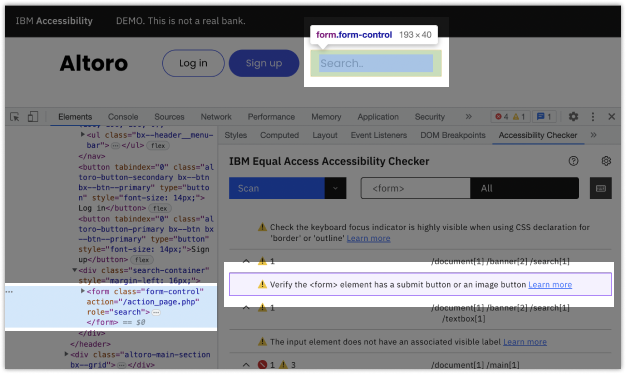 IBM Accessibility DEMO. This is not a real bank.
form.form-control 193 × 40
Altoro Log in Sign up Search..
Elements Console Sources Network Performance Memory Application Security » 4 1 1
Styles Computed Layout Event Listeners DOM Breakpoints Accessibility Checker »
▶<ul class="bx--header__menu-
bar">⋯</ul> flex
</nav>
<button tabindex="0" class="al
toro-button-secondary bx--btn
bx--btn--primary" type="butto
n" style="font-size: 14px;">
Log in</button> flex
<button tabindex="0" class="al
toro-button-primary bx--btn bx
--btn--primary" type="button"
style="font-size: 14px;">Sign
up</button> flex
▼<div class="search-container"
style="margin-left: 16px;">
⋯ ▶<form class="form-control"
action="/action_page.php"
role="search">⋯
</form> == $0
</div>
</header>
▶<div class="altoro-main-section
bx--grid">⋯</div>
IBM Equal Access Accessibility Checker
Scan <form> All
Check the keyboard focus indicator is highly visible when using CSS declaration for
'border' or 'outline' Learn more
1 /document[1] /banner[2] /search[1]
Verify the <form> element has a submit button or an image button Learn more
1 /document[1] /banner[2] /search[1]
/textbox[1]
The input element does not have an associated visible label Learn more
1 3 /document[1] /main[1]